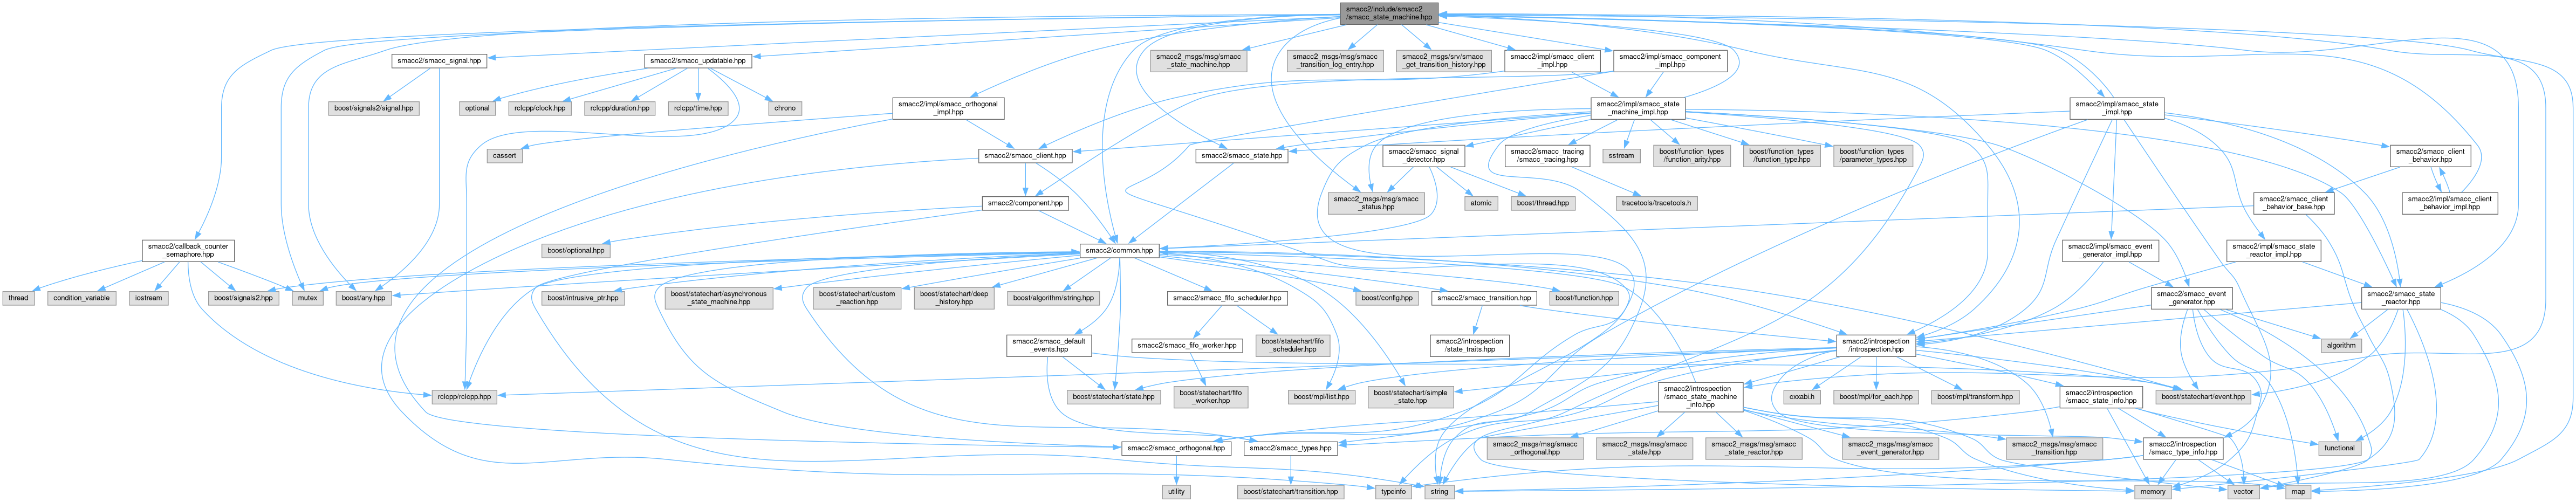 smacc2/include/smacc2
/smacc_state_machine.hpp
smacc2/smacc_signal.hpp
smacc2/smacc_updatable.hpp
smacc2_msgs/msg/smacc
_state_machine.hpp
smacc2_msgs/msg/smacc
_transition_log_entry.hpp
smacc2_msgs/srv/smacc
_get_transition_history.hpp
smacc2/impl/smacc_client
_impl.hpp
smacc2/impl/smacc_component
_impl.hpp
boost/signals2/signal.hpp
optional
rclcpp/clock.hpp
rclcpp/duration.hpp
rclcpp/time.hpp
chrono
smacc2/impl/smacc_orthogonal
_impl.hpp
smacc2/impl/smacc_state
_machine_impl.hpp
smacc2/impl/smacc_state
_impl.hpp
cassert
smacc2/smacc_client.hpp
smacc2/smacc_state.hpp
smacc2/smacc_signal
_detector.hpp
smacc2/smacc_tracing
/smacc_tracing.hpp
sstream
boost/function_types
/function_arity.hpp
boost/function_types
/function_type.hpp
boost/function_types
/parameter_types.hpp
smacc2/smacc_client
_behavior.hpp
smacc2/component.hpp
smacc2_msgs/msg/smacc
_status.hpp
atomic
boost/thread.hpp
tracetools/tracetools.h
smacc2/smacc_client
_behavior_base.hpp
smacc2/impl/smacc_client
_behavior_impl.hpp
smacc2/callback_counter
_semaphore.hpp
boost/optional.hpp
smacc2/common.hpp
smacc2/impl/smacc_event
_generator_impl.hpp
smacc2/impl/smacc_state
_reactor_impl.hpp
thread
condition_variable
iostream
boost/signals2.hpp
mutex
boost/any.hpp
boost/intrusive_ptr.hpp
boost/statechart/asynchronous
_state_machine.hpp
boost/statechart/custom
_reaction.hpp
boost/statechart/deep
_history.hpp
boost/algorithm/string.hpp
smacc2/smacc_fifo_scheduler.hpp
boost/config.hpp
smacc2/smacc_transition.hpp
boost/function.hpp
smacc2/smacc_event
_generator.hpp
smacc2/smacc_state
_reactor.hpp
smacc2/smacc_default
_events.hpp
smacc2/smacc_fifo_worker.hpp
boost/statechart/fifo
_scheduler.hpp
smacc2/introspection
/state_traits.hpp
smacc2/introspection
/introspection.hpp
algorithm
rclcpp/rclcpp.hpp
boost/statechart/state.hpp
boost/statechart/fifo
_worker.hpp
boost/mpl/list.hpp
boost/statechart/simple
_state.hpp
smacc2/introspection
/smacc_state_machine
_info.hpp
cxxabi.h
boost/mpl/for_each.hpp
boost/mpl/transform.hpp
smacc2/introspection
/smacc_state_info.hpp
boost/statechart/event.hpp
smacc2/smacc_orthogonal.hpp
smacc2/smacc_types.hpp
smacc2_msgs/msg/smacc
_orthogonal.hpp
smacc2_msgs/msg/smacc
_state.hpp
smacc2_msgs/msg/smacc
_state_reactor.hpp
smacc2_msgs/msg/smacc
_event_generator.hpp
smacc2_msgs/msg/smacc
_transition.hpp
smacc2/introspection
/smacc_type_info.hpp
functional
utility
boost/statechart/transition.hpp
typeinfo
string
memory
vector
map